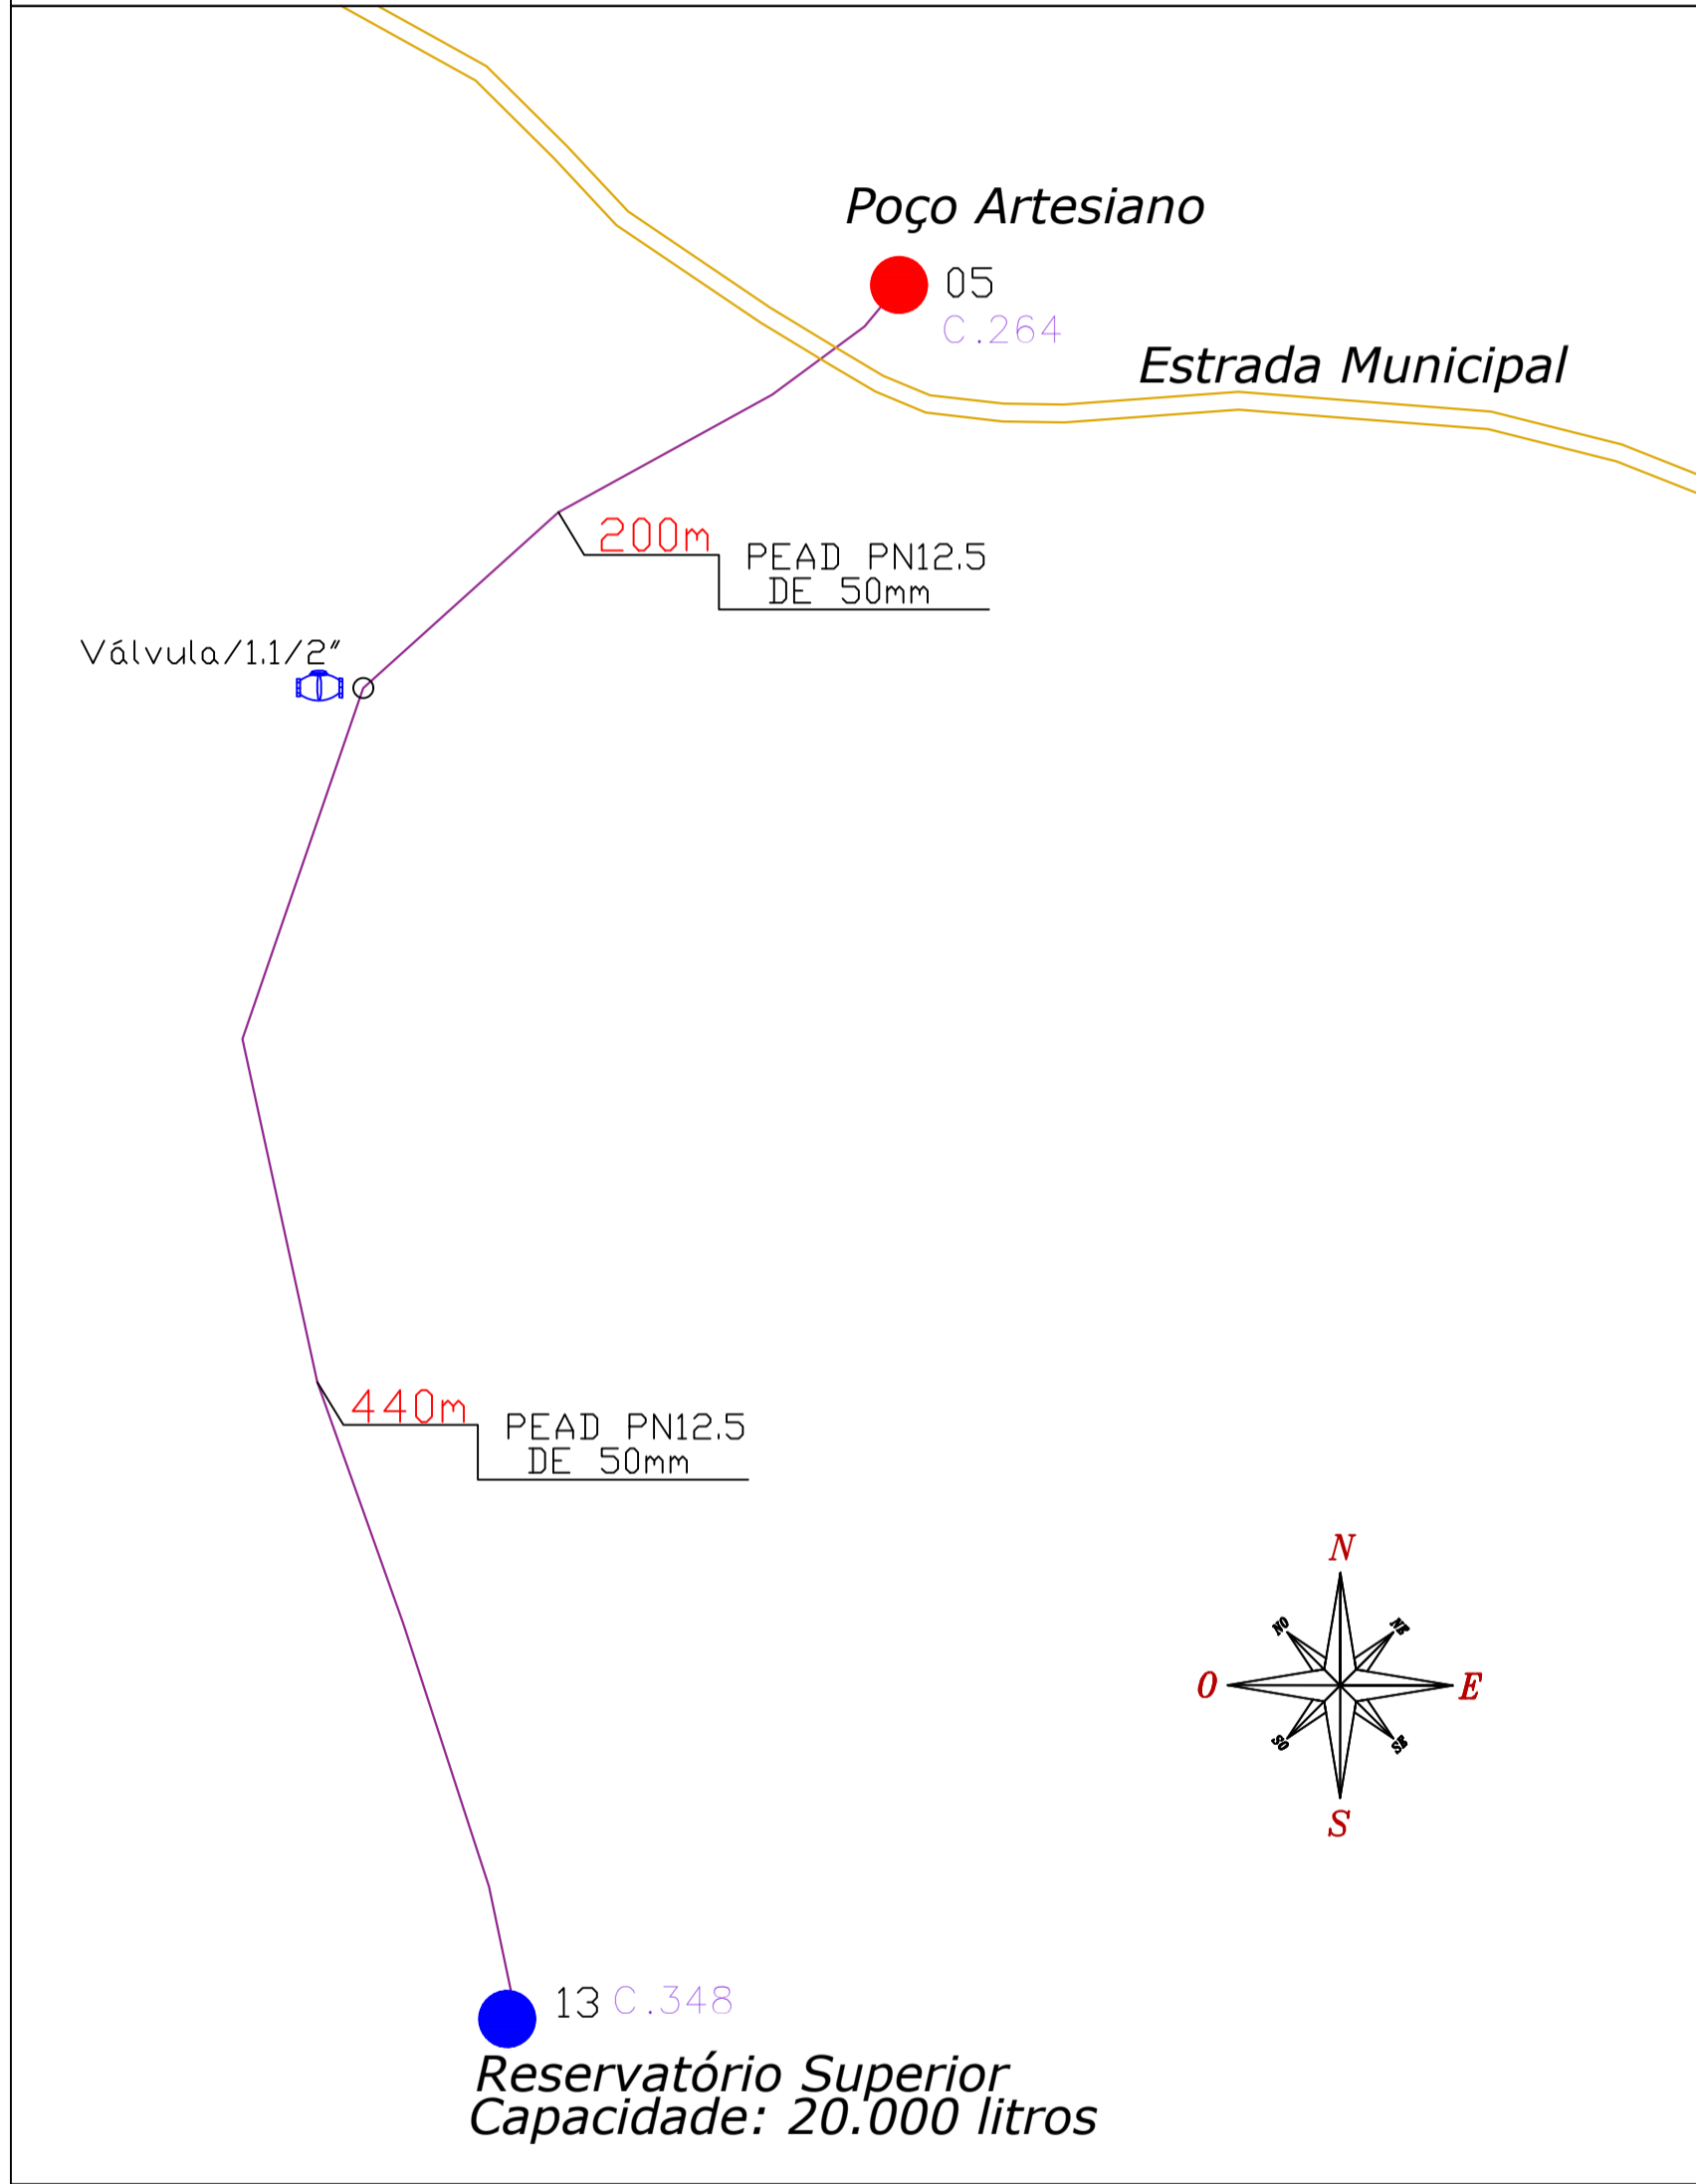 Poço Artesiano
05
C.264
Estrada Municipal
200m
PEAD PN12.5
DE 50mm
Válvula/1.1/2"
440m
PEAD PN12.5
DE 50mm
N
NO
NE
O
E
SO
SE
S
13 C.348
Reservatório Superior
Capacidade: 20.000 litros